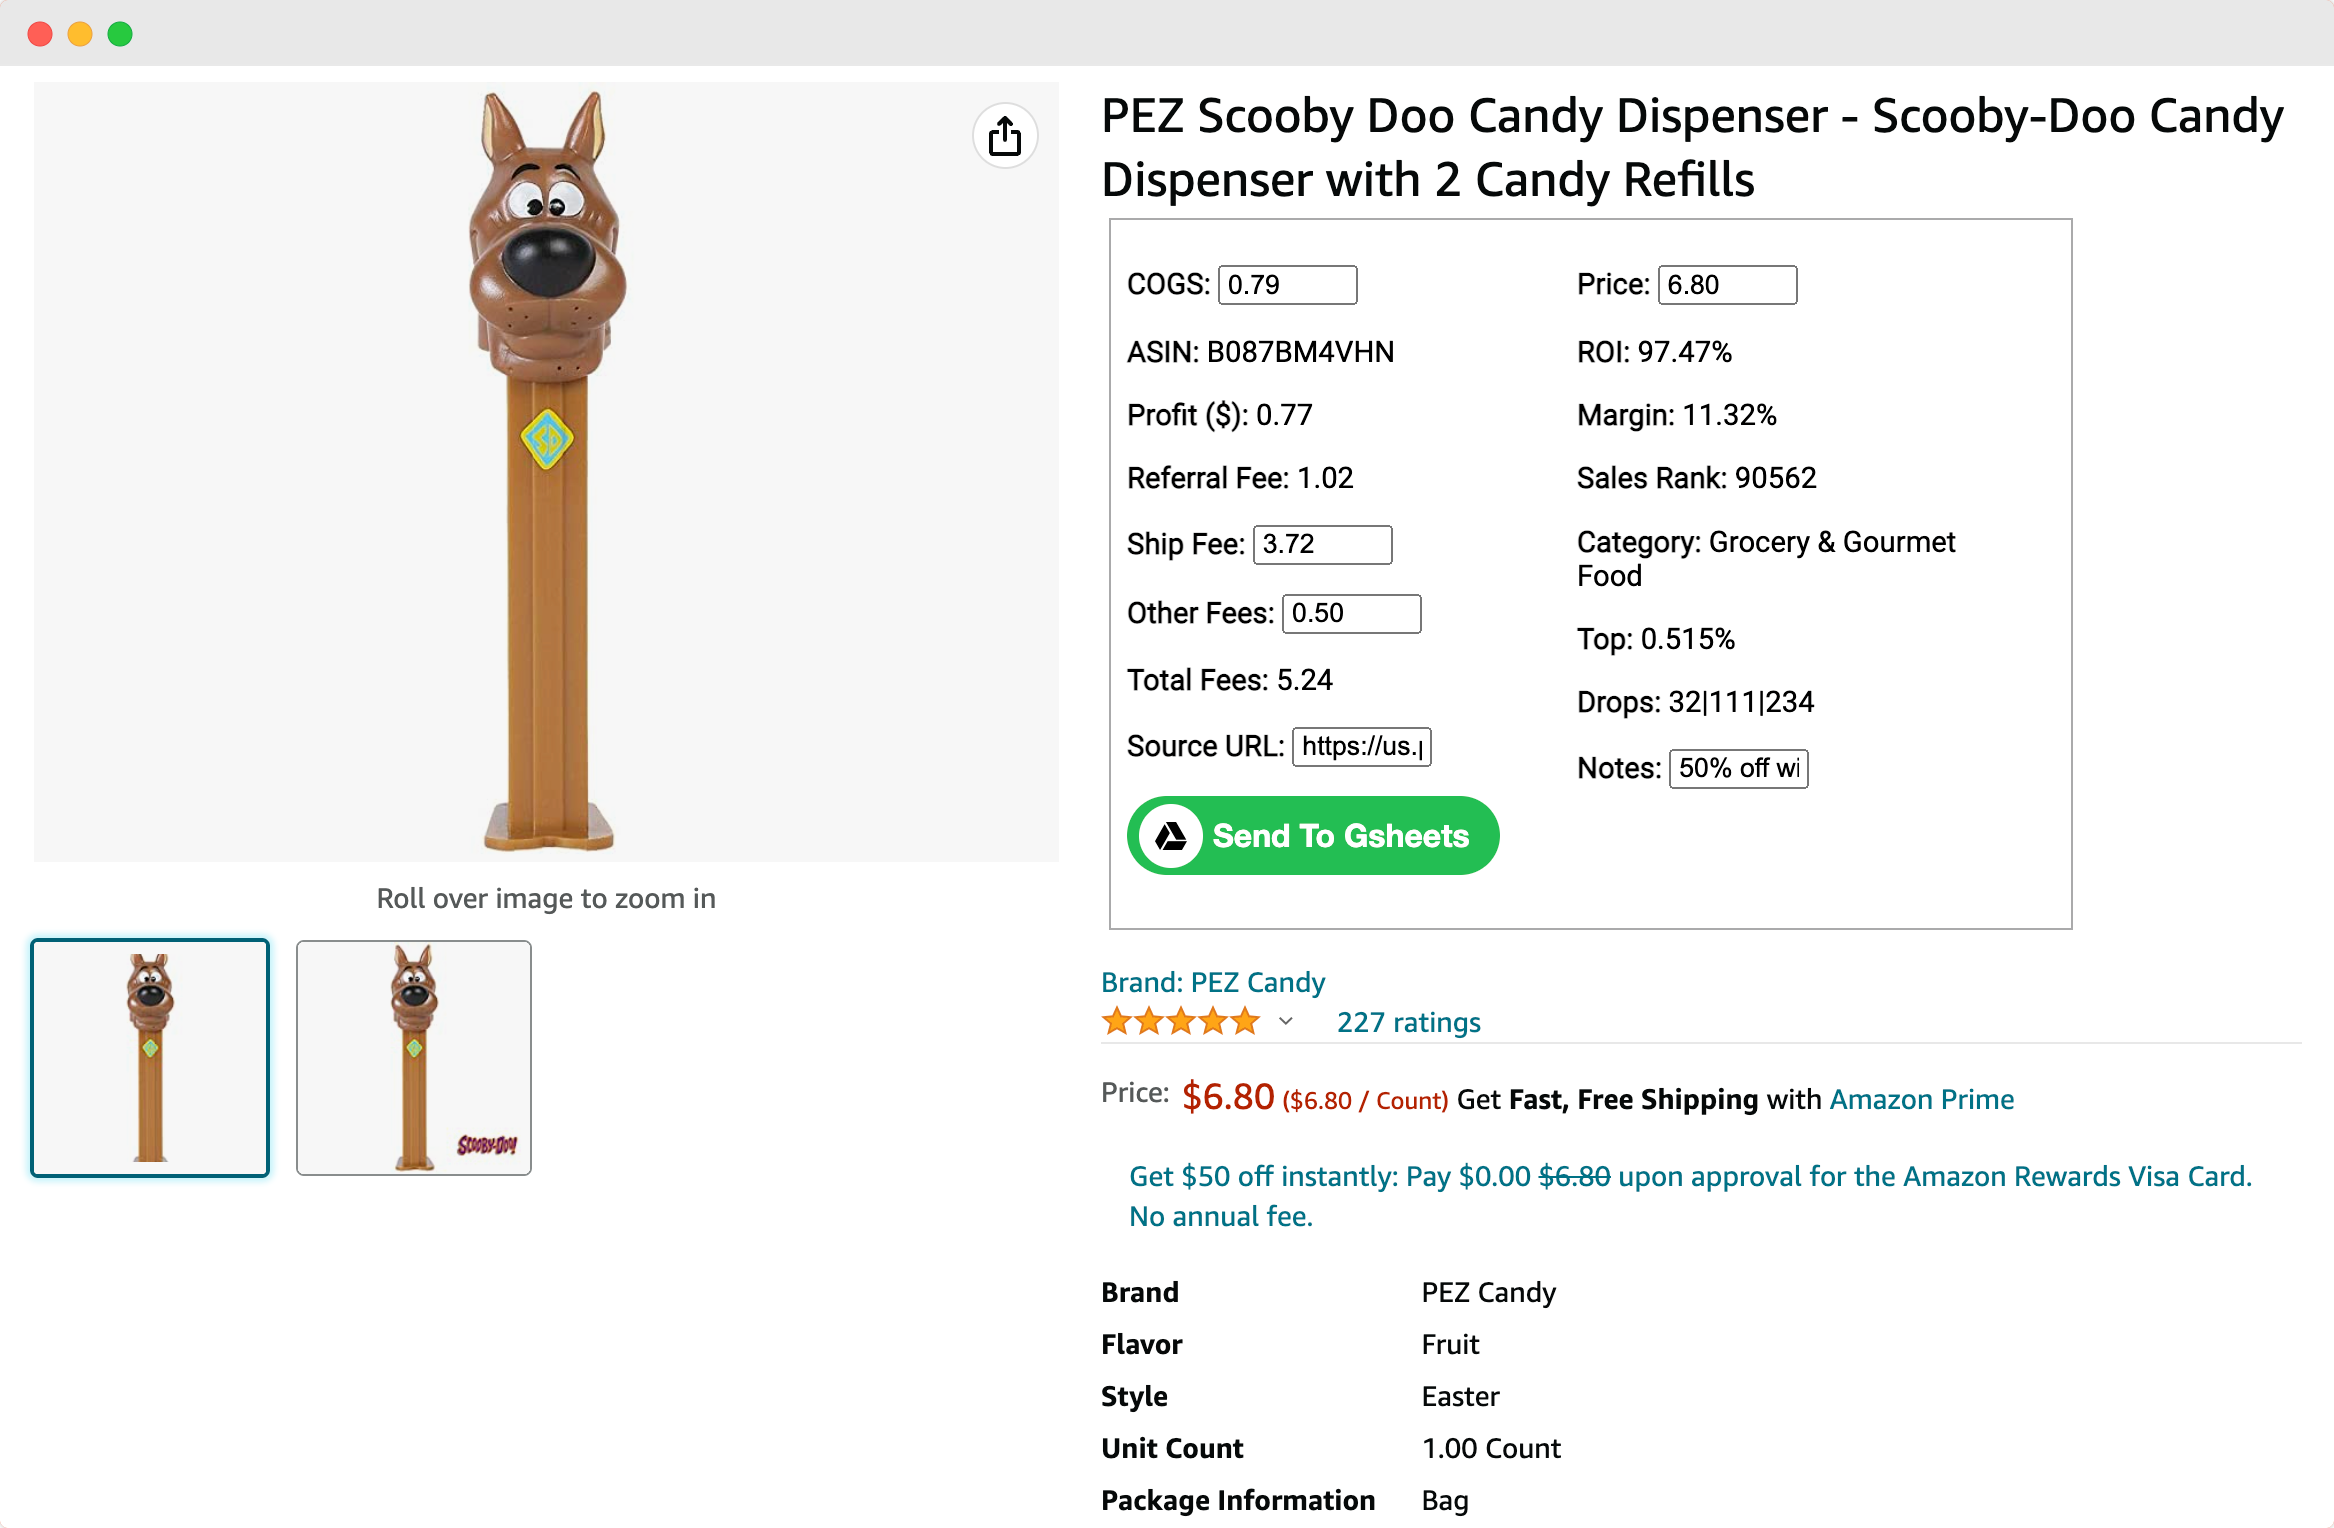 PEZ Scooby Doo Candy Dispenser - Scooby-Doo Candy
Dispenser with 2 Candy Refills
COGS: 0.79
ASIN: B087BM4VHN
Profit ($): 0.77
Referral Fee: 1.02
Ship Fee: 3.72
Other Fees: 0.50
Total Fees: 5.24
Source URL: https://us.p
Send To Gsheets
Price: 6.80
ROI: 97.47%
Margin: 11.32%
Sales Rank: 90562
Category: Grocery & Gourmet
Food
Top: 0.515%
Drops: 32|111|234
Notes: 50% off wi
SD
Roll over image to zoom in
SCOOBY-DOO!
Brand: PEZ Candy
227 ratings
Price: $6.80 ($6.80 / Count) Get Fast, Free Shipping with Amazon Prime
Get $50 off instantly: Pay $0.00 $6.80 upon approval for the Amazon Rewards Visa Card.
No annual fee.
Brand PEZ Candy
Flavor Fruit
Style Easter
Unit Count 1.00 Count
Package Information Bag